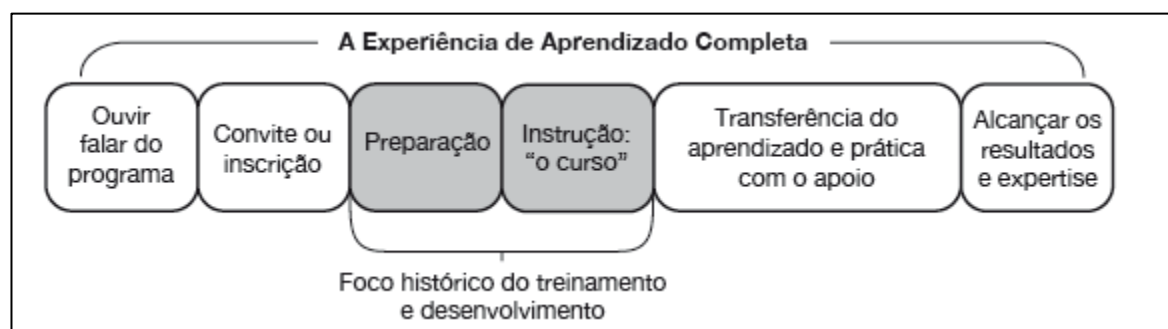 A Experiência de Aprendizado Completa
Ouvir
falar do
programa
Convite ou
inscrição
Preparação
Instrução:
“o curso”
Transferência do
aprendizado e prática
com o apoio
Alcançar os
resultados
e expertise
Foco histórico do treinamento
e desenvolvimento